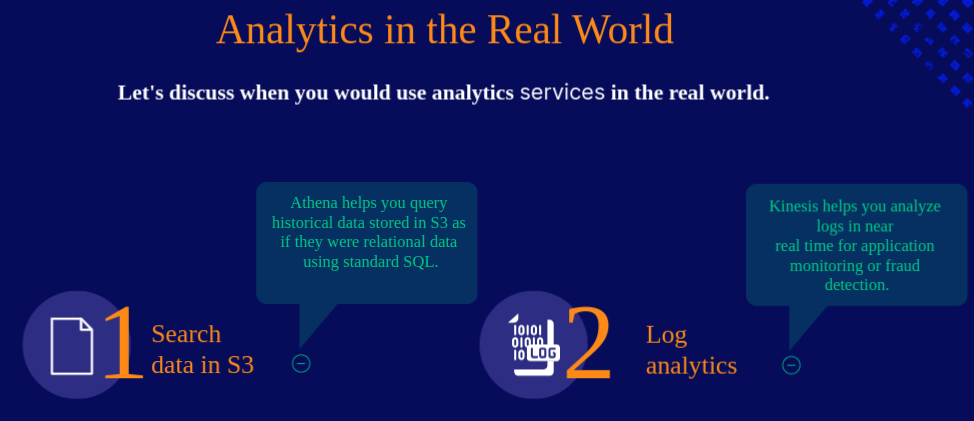 Analytics in the Real World
Let's discuss when you would use analytics services in the real world.
Athena helps you query
historical data stored in S3 as
if they were relational data
using standard SQL.
1
Search
data in S3
Kinesis helps you analyze
logs in near
real time for application
monitoring or fraud
detection.
10101
01010
10
LOG
2
Log
analytics